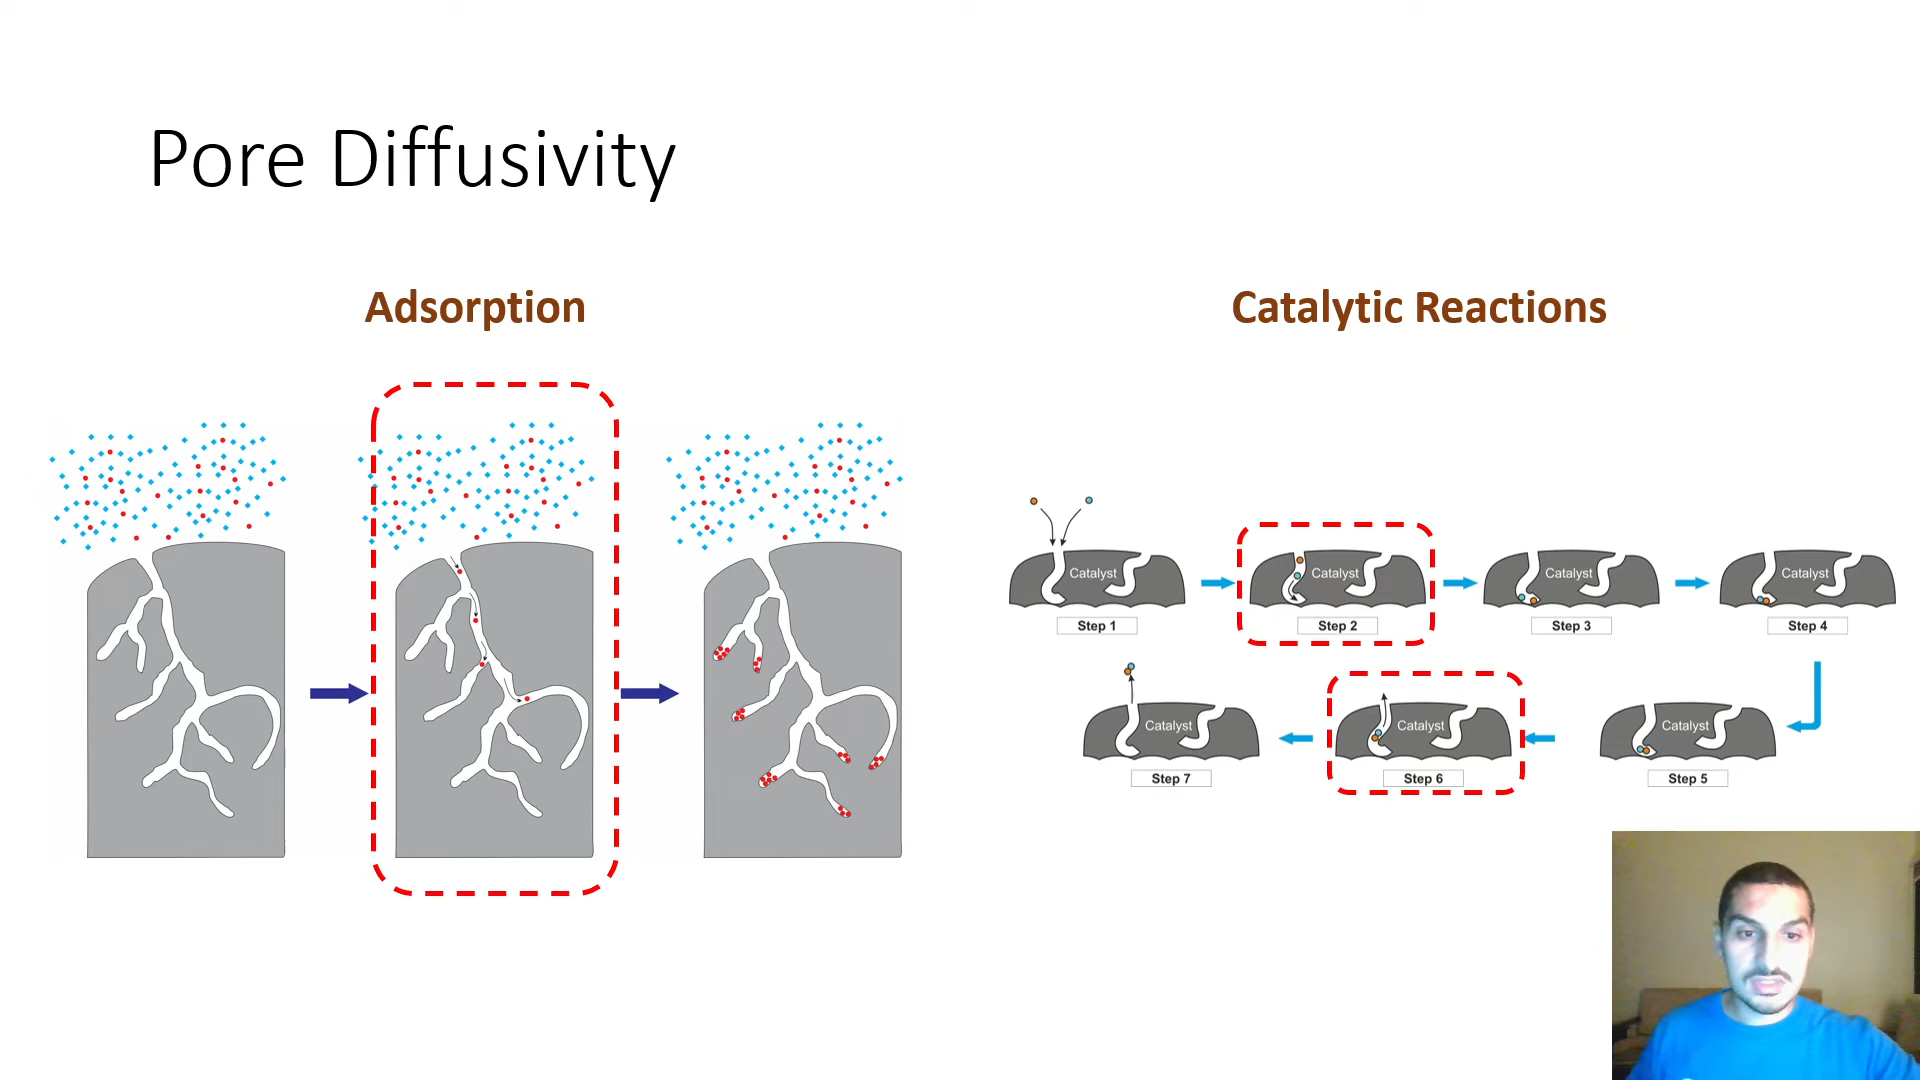 Pore Diffusivity
Adsorption
Catalytic Reactions
Catalyst
Step 1
Catalyst
Step 2
Catalyst
Step 3
Catalyst
Step 4
Catalyst
Step 7
Catalyst
Step 6
Catalyst
Step 5